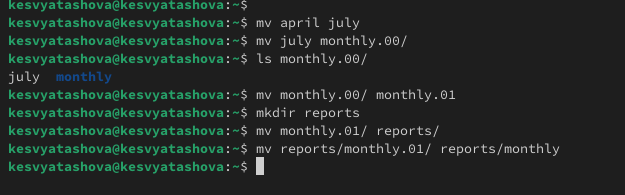 kesvyatashova@kesvyatashova:~$
kesvyatashova@kesvyatashova:~$ mv april july
kesvyatashova@kesvyatashova:~$ mv july monthly.00/
kesvyatashova@kesvyatashova:~$ ls monthly.00/
july  monthly
kesvyatashova@kesvyatashova:~$ mv monthly.00/ monthly.01
kesvyatashova@kesvyatashova:~$ mkdir reports
kesvyatashova@kesvyatashova:~$ mv monthly.01/ reports/
kesvyatashova@kesvyatashova:~$ mv reports/monthly.01/ reports/monthly
kesvyatashova@kesvyatashova:~$